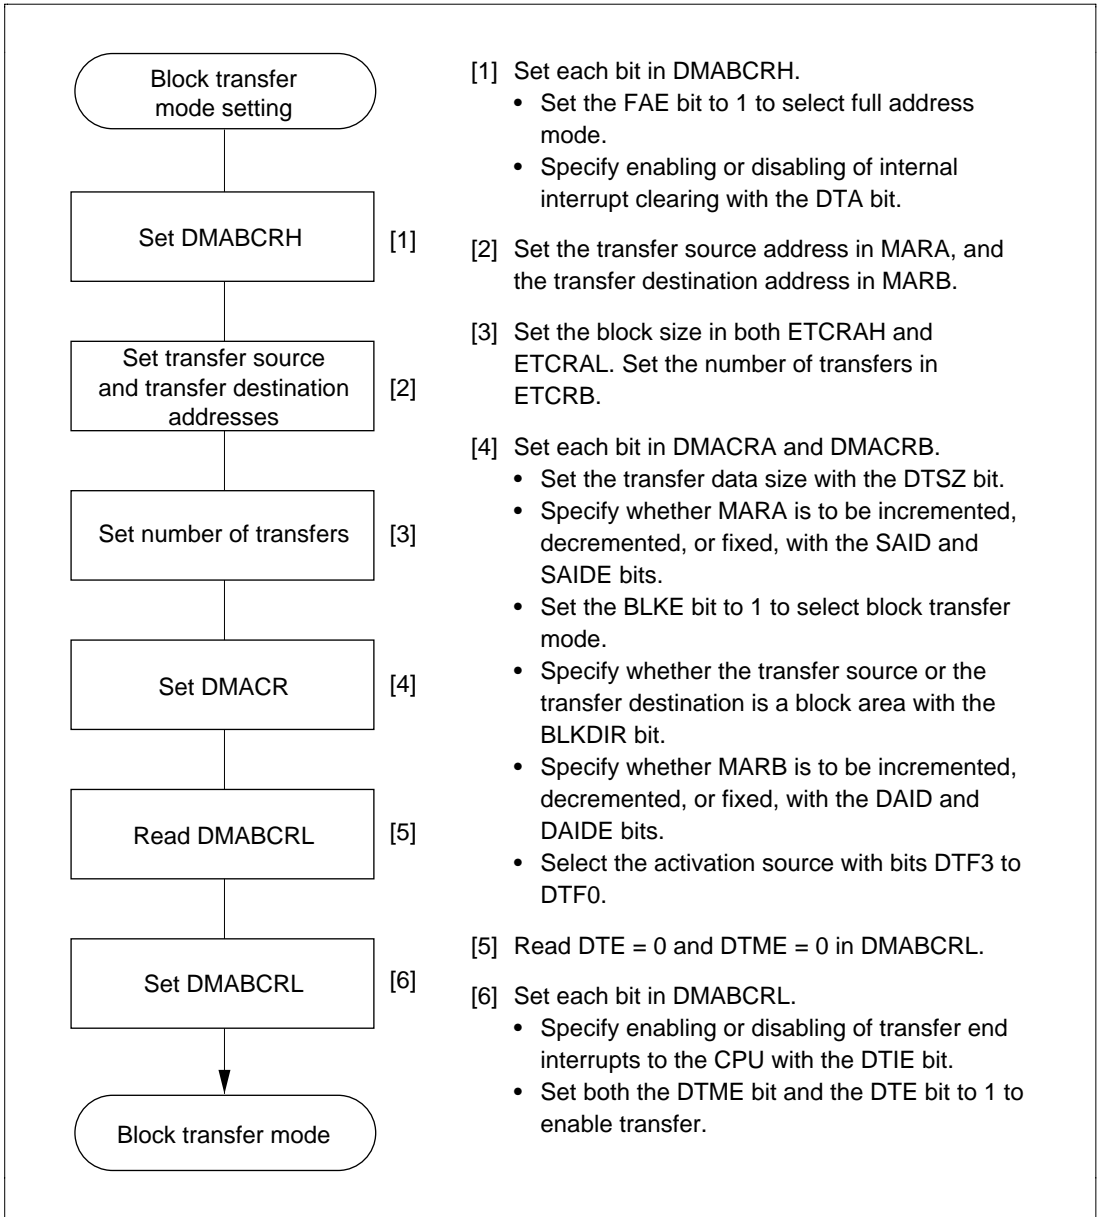 Block transfer
mode setting
Set DMABCRH [1]
Set transfer source
and transfer destination
addresses
[2]
Set number of transfers [3]
Set DMACR [4]
Read DMABCRL [5]
Set DMABCRL [6]
Block transfer mode
[1] Set each bit in DMABCRH.
• Set the FAE bit to 1 to select full address
mode.
• Specify enabling or disabling of internal
interrupt clearing with the DTA bit.
[2] Set the transfer source address in MARA, and
the transfer destination address in MARB.
[3] Set the block size in both ETCRAH and
ETCRAL. Set the number of transfers in
ETCRB.
[4] Set each bit in DMACRA and DMACRB.
• Set the transfer data size with the DTSZ bit.
• Specify whether MARA is to be incremented,
decremented, or fixed, with the SAID and
SAIDE bits.
• Set the BLKE bit to 1 to select block transfer
mode.
• Specify whether the transfer source or the
transfer destination is a block area with the
BLKDIR bit.
• Specify whether MARB is to be incremented,
decremented, or fixed, with the DAID and
DAIDE bits.
• Select the activation source with bits DTF3 to
DTF0.
[5] Read DTE = 0 and DTME = 0 in DMABCRL.
[6] Set each bit in DMABCRL.
• Specify enabling or disabling of transfer end
interrupts to the CPU with the DTIE bit.
• Set both the DTME bit and the DTE bit to 1 to
enable transfer.